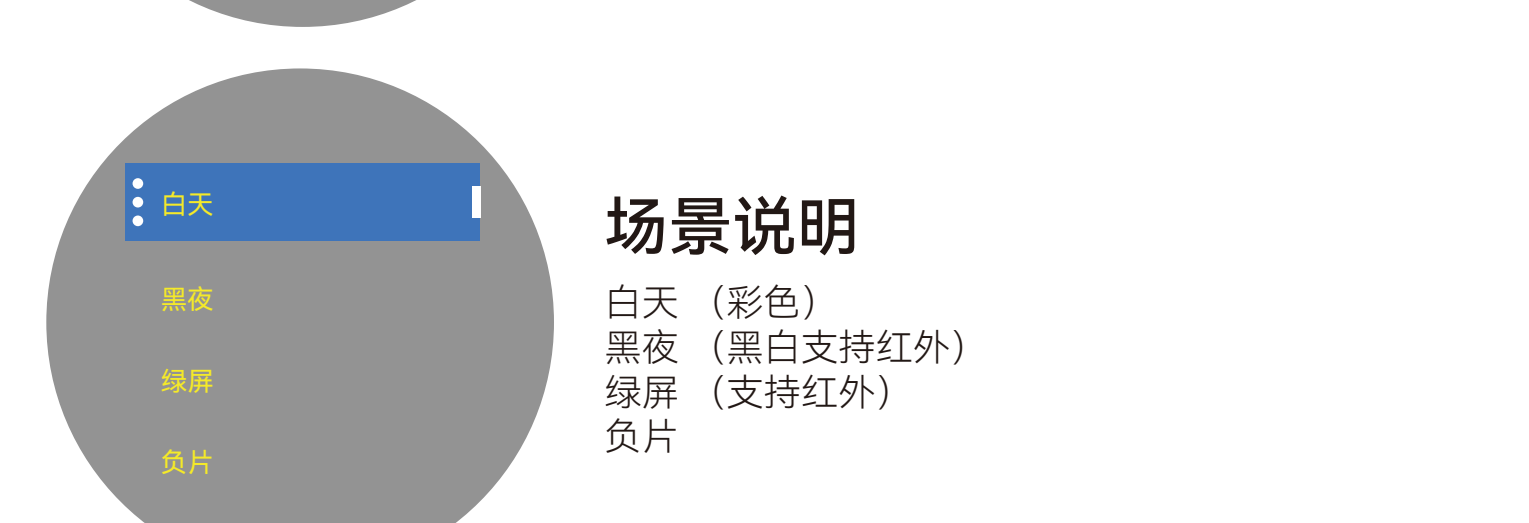 白天
黑夜
绿屏
负片
场景说明
白天 （彩色）
黑夜 （黑白支持红外）
绿屏 （支持红外）
负片